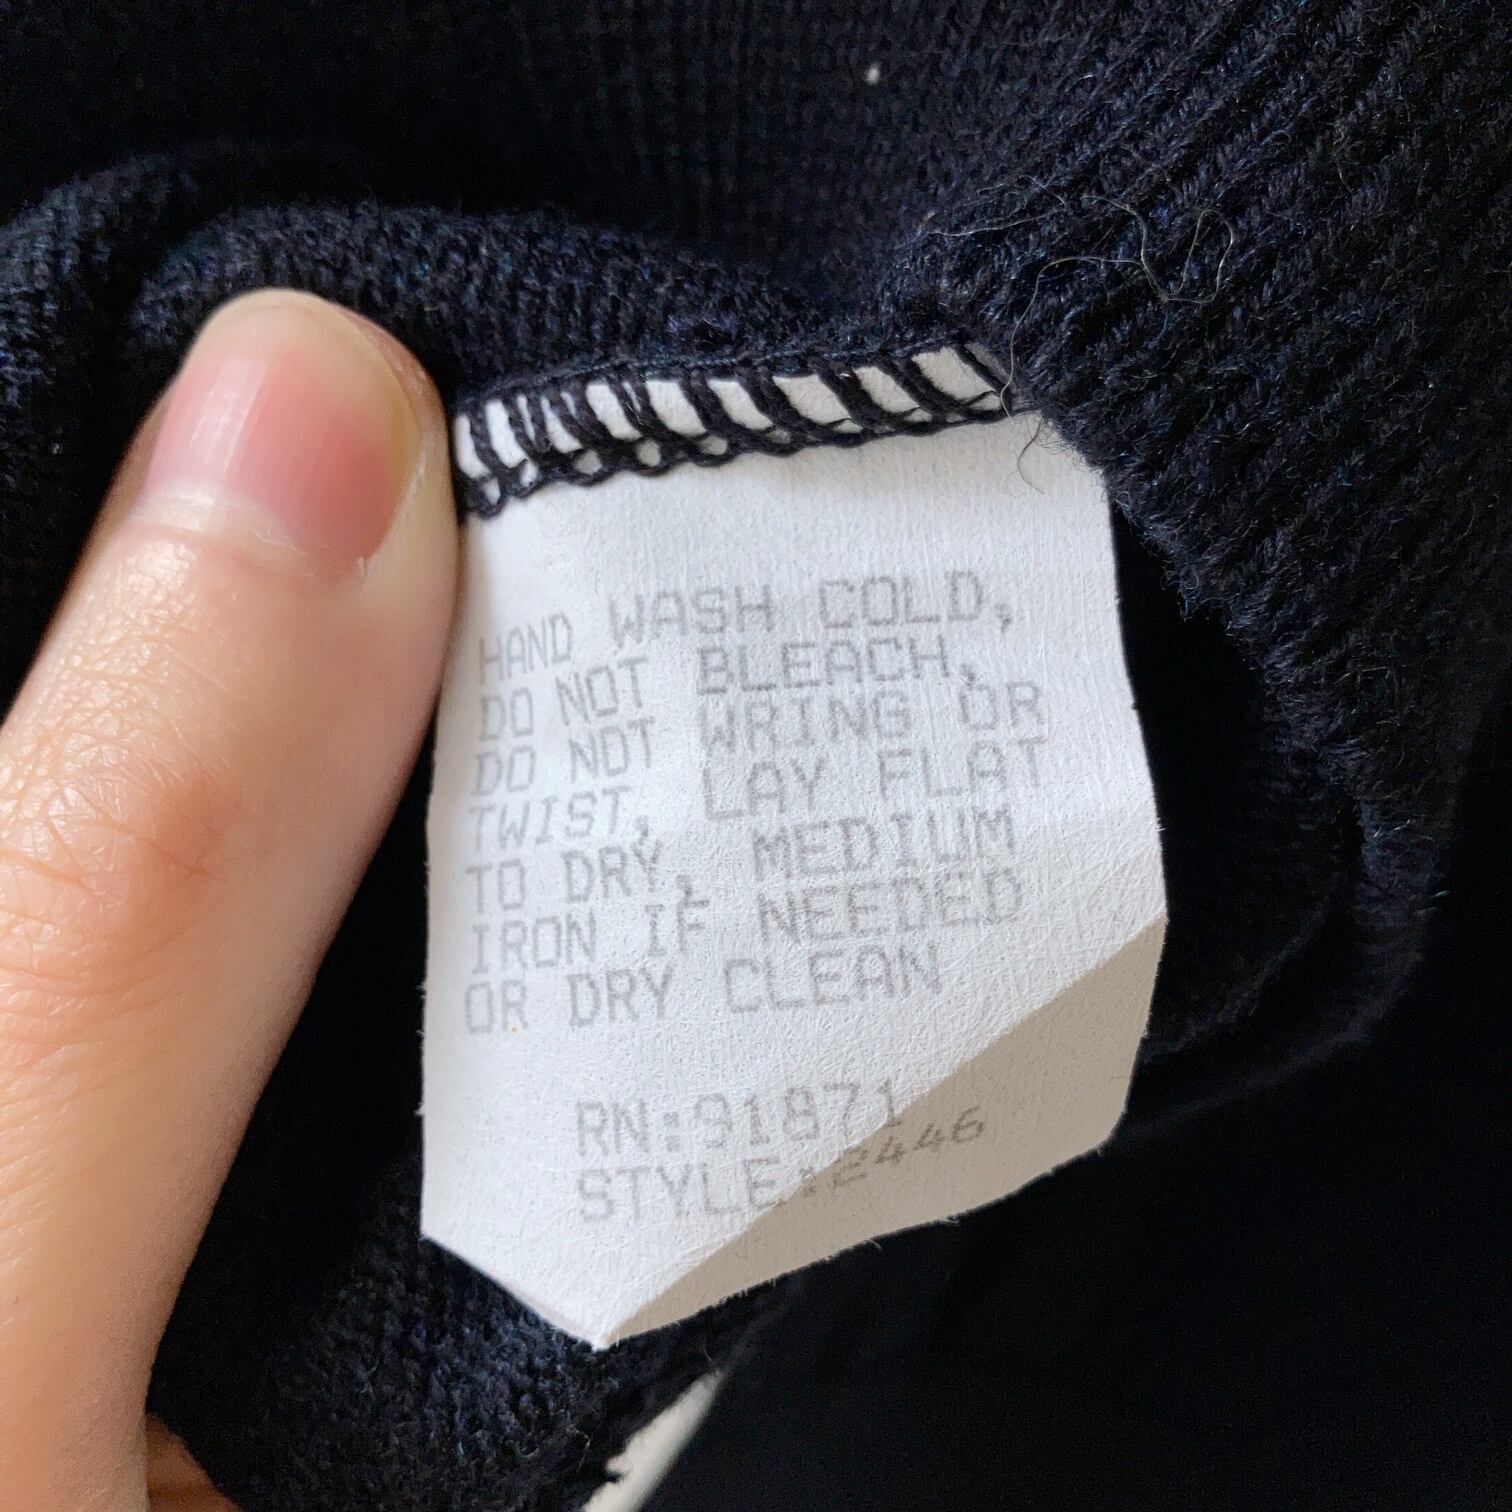 HAND WASH COLD,
DO NOT BLEACH,
DO NOT WRING OR
TWIST, LAY FLAT
TO DRY, MEDIUM
IRON IF NEEDED
OR DRY CLEAN
RN:91871
STYLE:2446